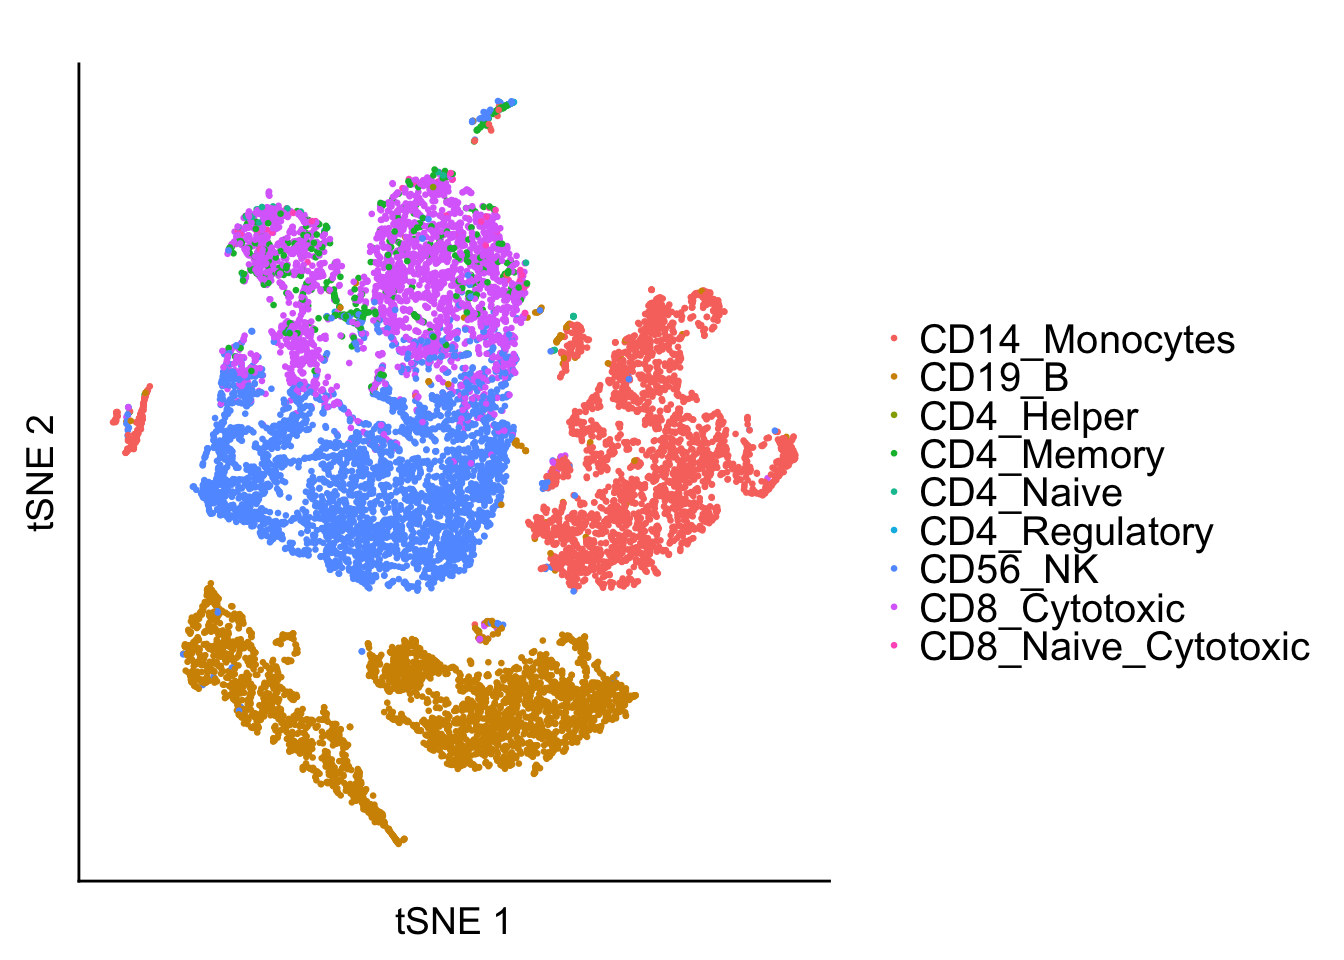 tSNE 2
tSNE 1
CD14_Monocytes
CD19_B
CD4_Helper
CD4_Memory
CD4_Naive
CD4_Regulatory
CD56_NK
CD8_Cytotoxic
CD8_Naive_Cytotoxic